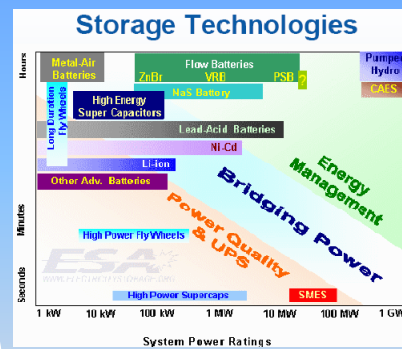 Storage Technologies
Hours
Minutes
Seconds
Metal-Air
Batteries
Flow Batteries
ZnBr VRB PSB ?
Pumped
Hydro
NaS Battery
CAES
Long Duration
Fly Wheels
High Energy
Super Capacitors
Lead-Acid Batteries
Ni-Cd
Li-ion
Other Adv. Batteries
Energy
Management
Bridging Power
Power Quality
& UPS
High Power Fly Wheels
ESA
High Power Supercaps
SMES
1 kW 10 kW 100 kW 1 MW 10 MW 100 MW 1 GW
System Power Ratings